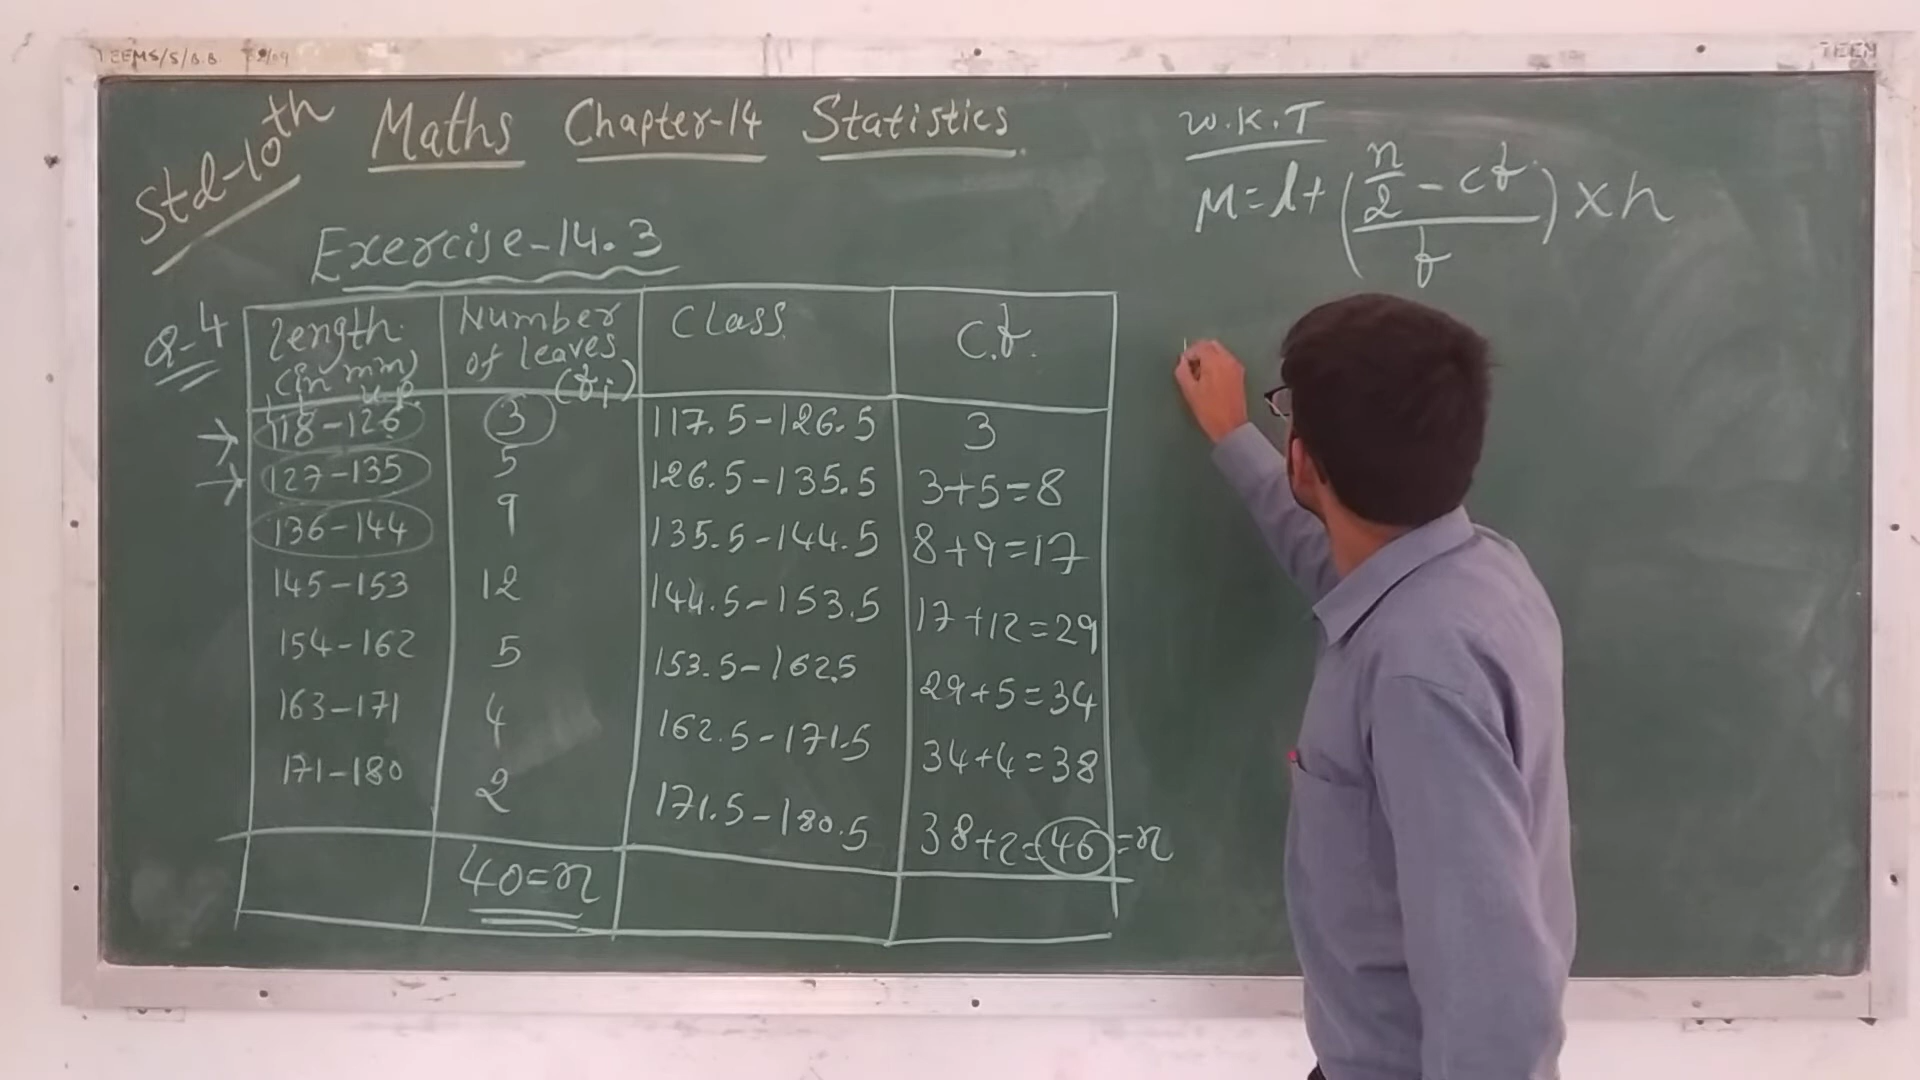 TEEMS/S/B.B.
TEEM
Std-10th Maths Chapter-14 Statistics
Exercise-14.3
Q-4
Length (in mm) | Number of leaves (fi) | Class | C.f.
118-126 | 3 | 117.5-126.5 | 3
127-135 | 5 | 126.5-135.5 | 3+5=8
136-144 | 9 | 135.5-144.5 | 8+9=17
145-153 | 12 | 144.5-153.5 | 17+12=29
154-162 | 5 | 153.5-162.5 | 29+5=34
163-171 | 4 | 162.5-171.5 | 34+4=38
171-180 | 2 | 171.5-180.5 | 38+2=40=n
40=n
W.K.T
M=l+((n/2-cf)/f)×h